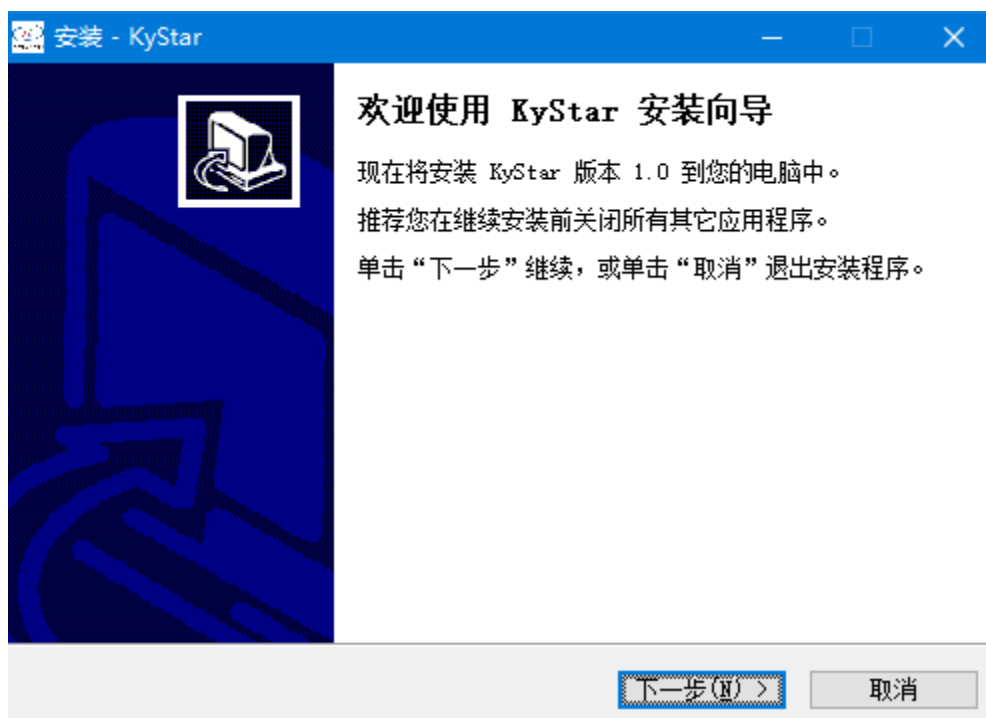 安装 - KyStar
欢迎使用 KyStar 安装向导
现在将安装 KyStar 版本 1.0 到您的电脑中。
推荐您在继续安装前关闭所有其它应用程序。
单击“下一步”继续，或单击“取消”退出安装程序。
下一步(N) >
取消